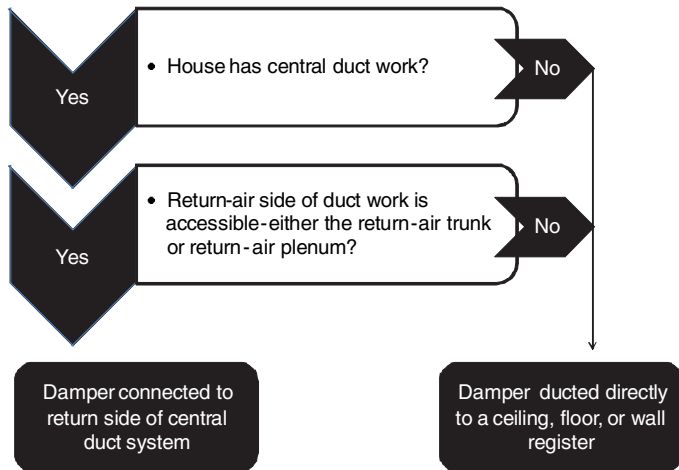 Yes
• House has central duct work?
No
Yes
• Return-air side of duct work is
accessible-either the return-air trunk
or return-air plenum?
No
Damper connected to
return side of central
duct system
Damper ducted directly
to a ceiling, floor, or wall
register